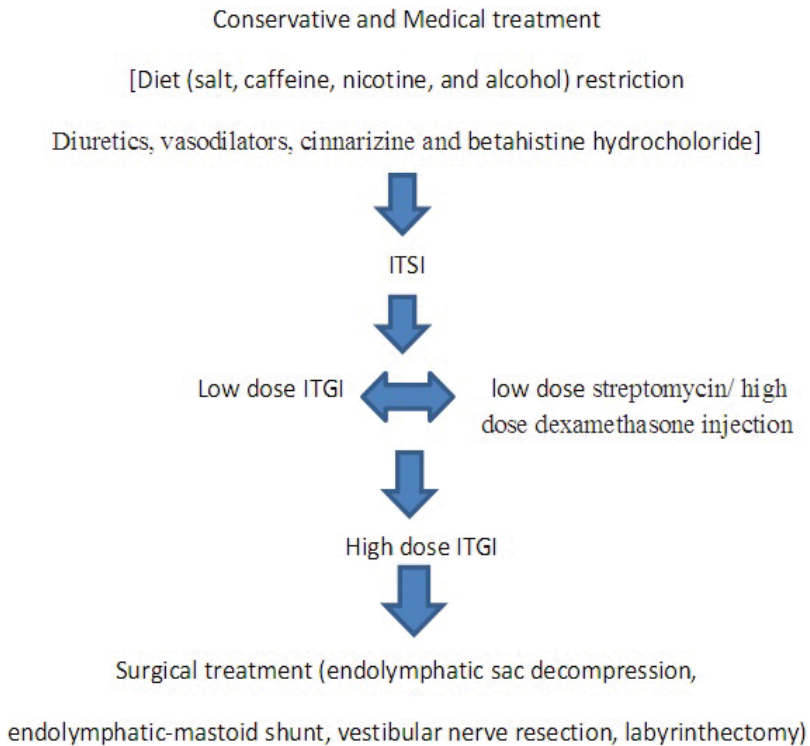 Conservative and Medical treatment
[Diet (salt, caffeine, nicotine, and alcohol) restriction
Diuretics, vasodilators, cinnarizine and betahistine hydrocholoride]
ITSI
Low dose ITGI
low dose streptomycin/ high
dose dexamethasone injection
High dose ITGI
Surgical treatment (endolymphatic sac decompression,
endolymphatic-mastoid shunt, vestibular nerve resection, labyrinthectomy)